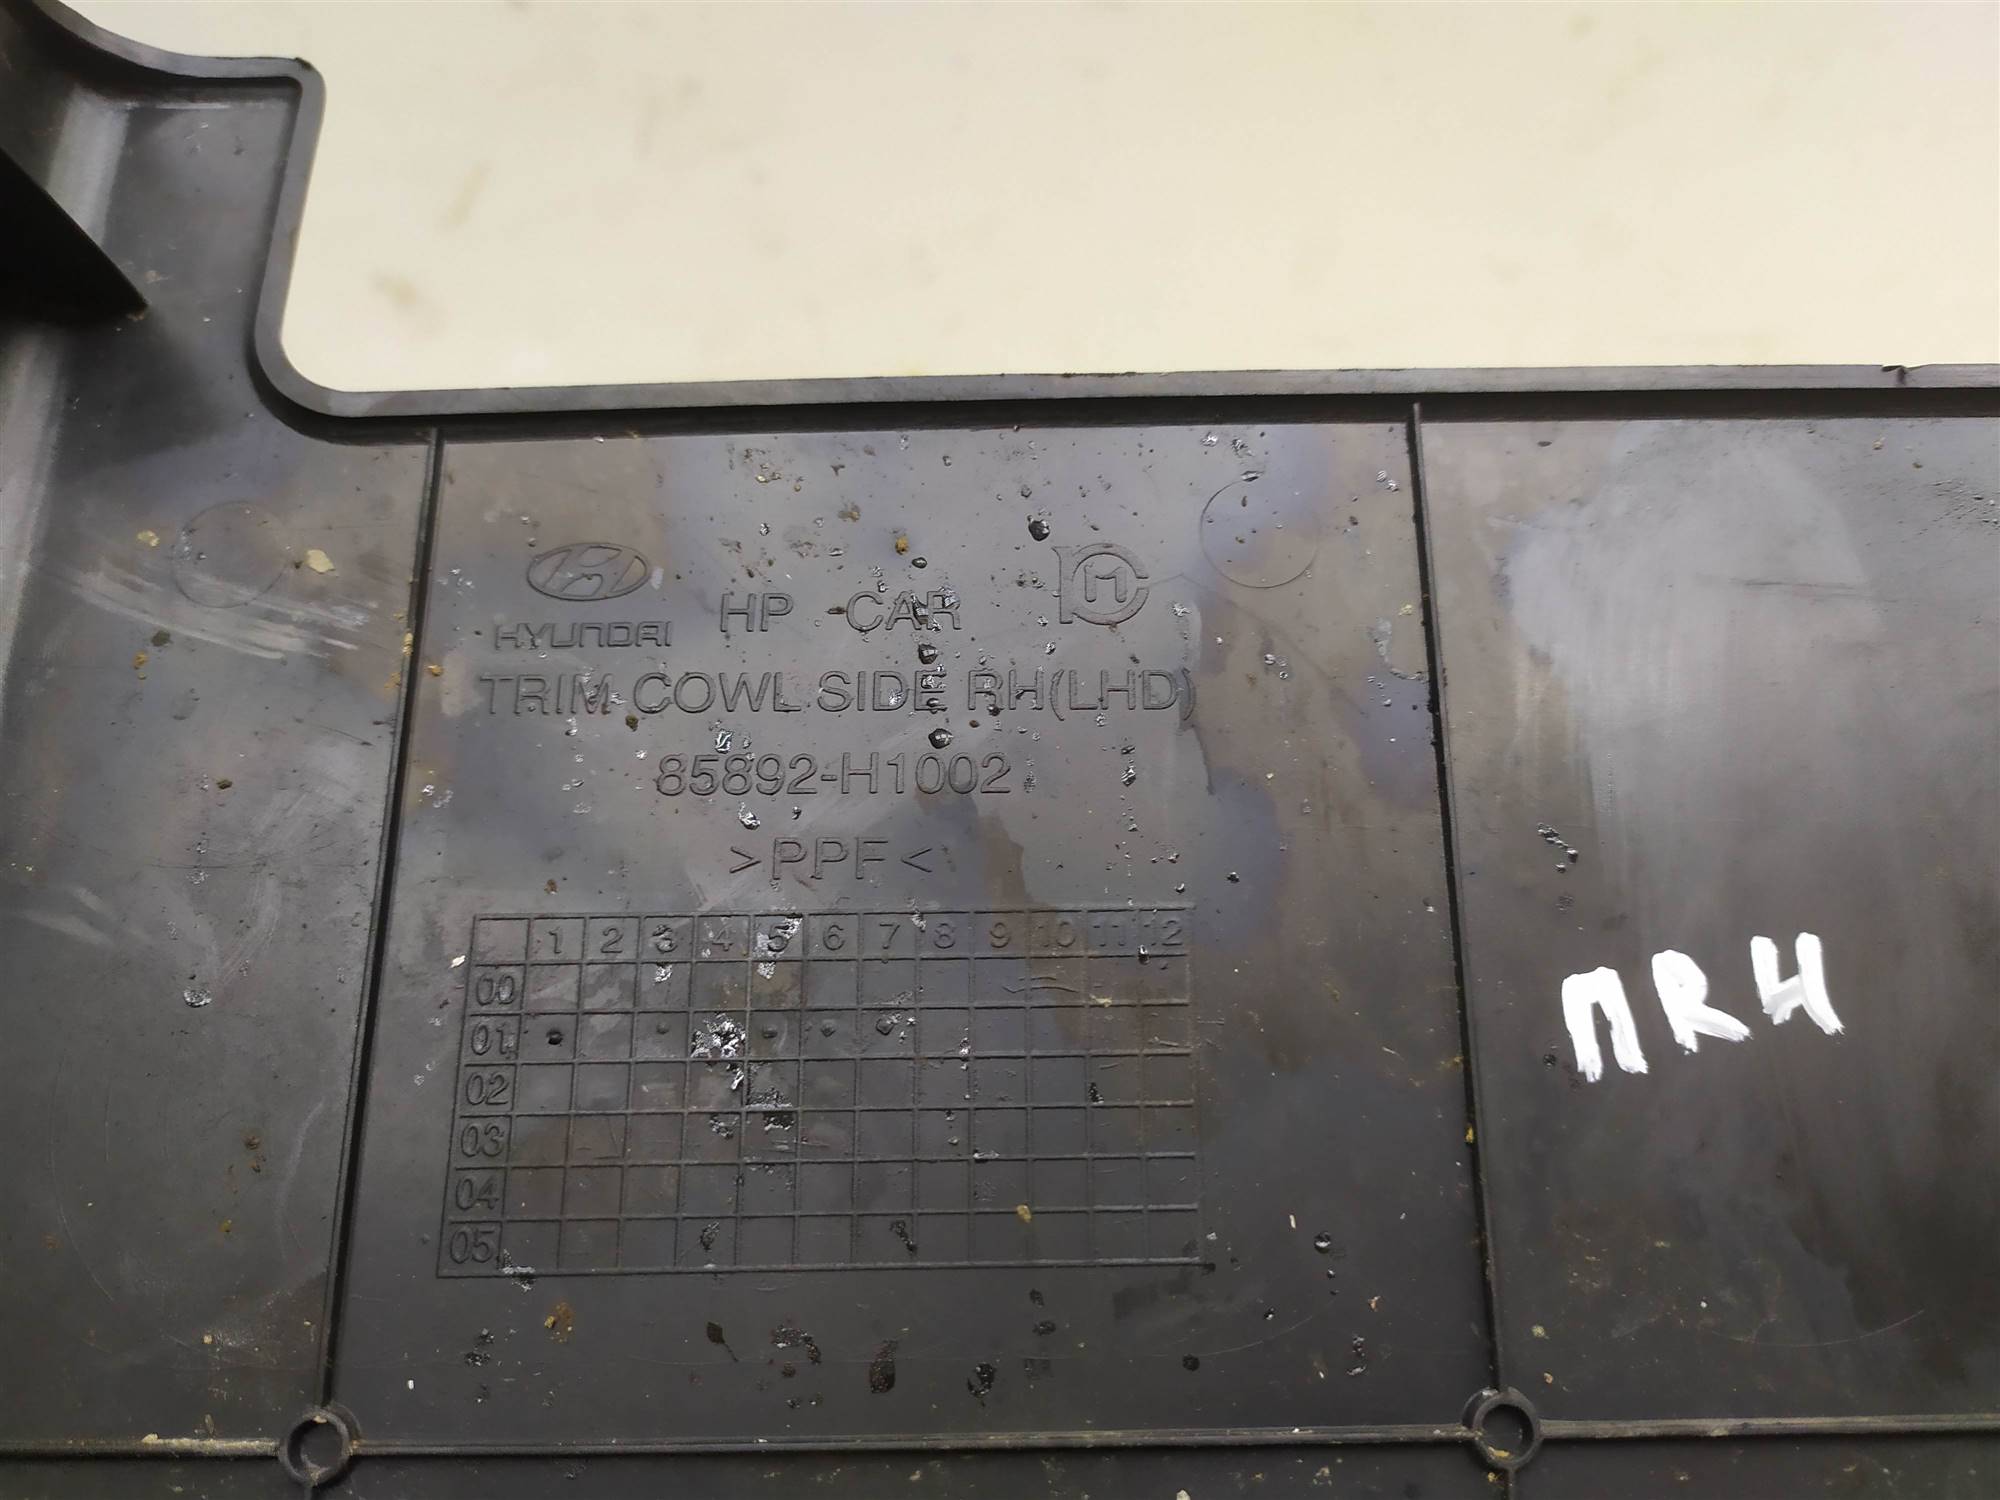 HYUNDAI HP CAR
TRIM COWL SIDE RH(LHD)
85892-H1002
>PPF<
1 2 3 4 5 6 7 8 9 10 11 12
00
01
02
03
04
05
ПRH